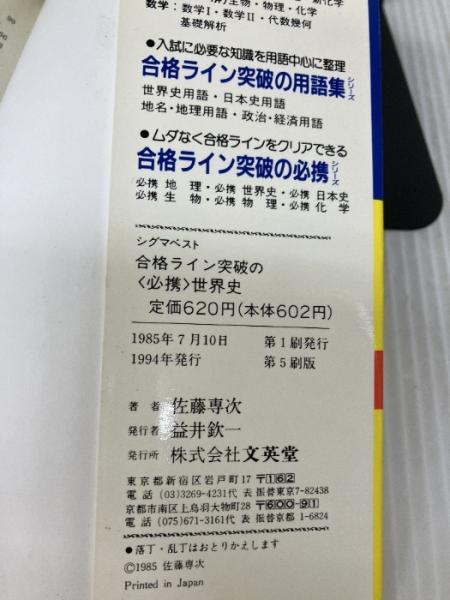 生物・物理・化学
数学：数学Ⅰ・数学Ⅱ・代数幾何
基礎解析
●入試に必要な知識を用語中心に整理
合格ライン突破の用語集シリーズ
世界史用語・日本史用語
地名・地理用語・政治・経済用語
●ムダなく合格ラインをクリアできる
合格ライン突破の必携シリーズ
必携 地 理・必携 世界史・必携 日本史
必携 生 物・必携 物 理・必携 化 学
シグマベスト
合格ライン突破の
〈必携〉世界史
定価620円(本体602円)
1985年7月10日 第1刷発行
1994年発行 第5刷版
著 者 佐藤専次
発行者 益井欽一
発行所 株式会社文英堂
東京都新宿区岩戸町17 〒162
電話 (03)3269-4231代表 振替東京7-82438
京都市南区上鳥羽大物町28 〒600-91
電話 (075)671-3161代 振替京都 1-6824
●落丁・乱丁はおとりかえします
©1985 佐藤専次
Printed in Japan